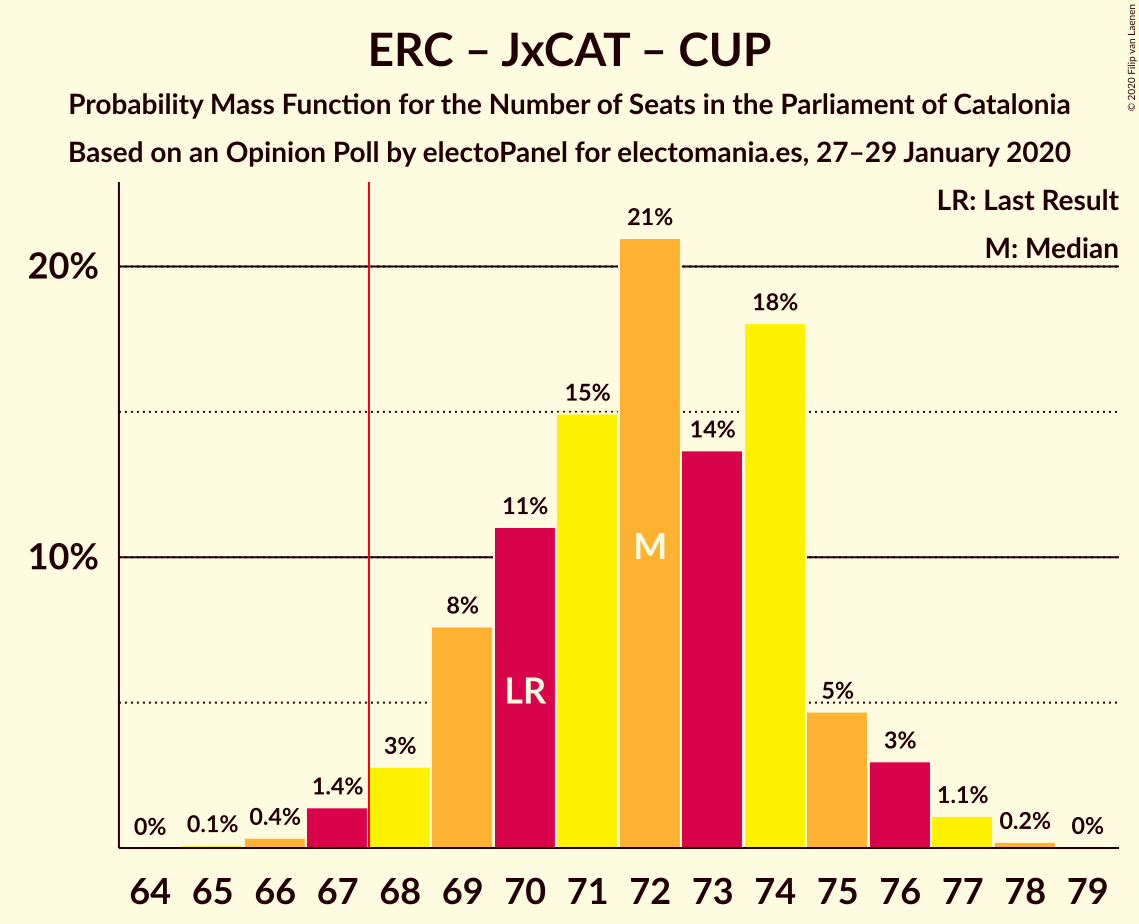 ERC – JxCAT – CUP
Probability Mass Function for the Number of Seats in the Parliament of Catalonia
Based on an Opinion Poll by electoPanel for electomania.es, 27–29 January 2020
© 2020 Filip van Laenen
LR: Last Result
M: Median
20%
10%
0% 0.1% 0.4% 1.4% 3% 8% 11% 15% 21% 14% 18% 5% 3% 1.1% 0.2% 0%
M
LR
64 65 66 67 68 69 70 71 72 73 74 75 76 77 78 79